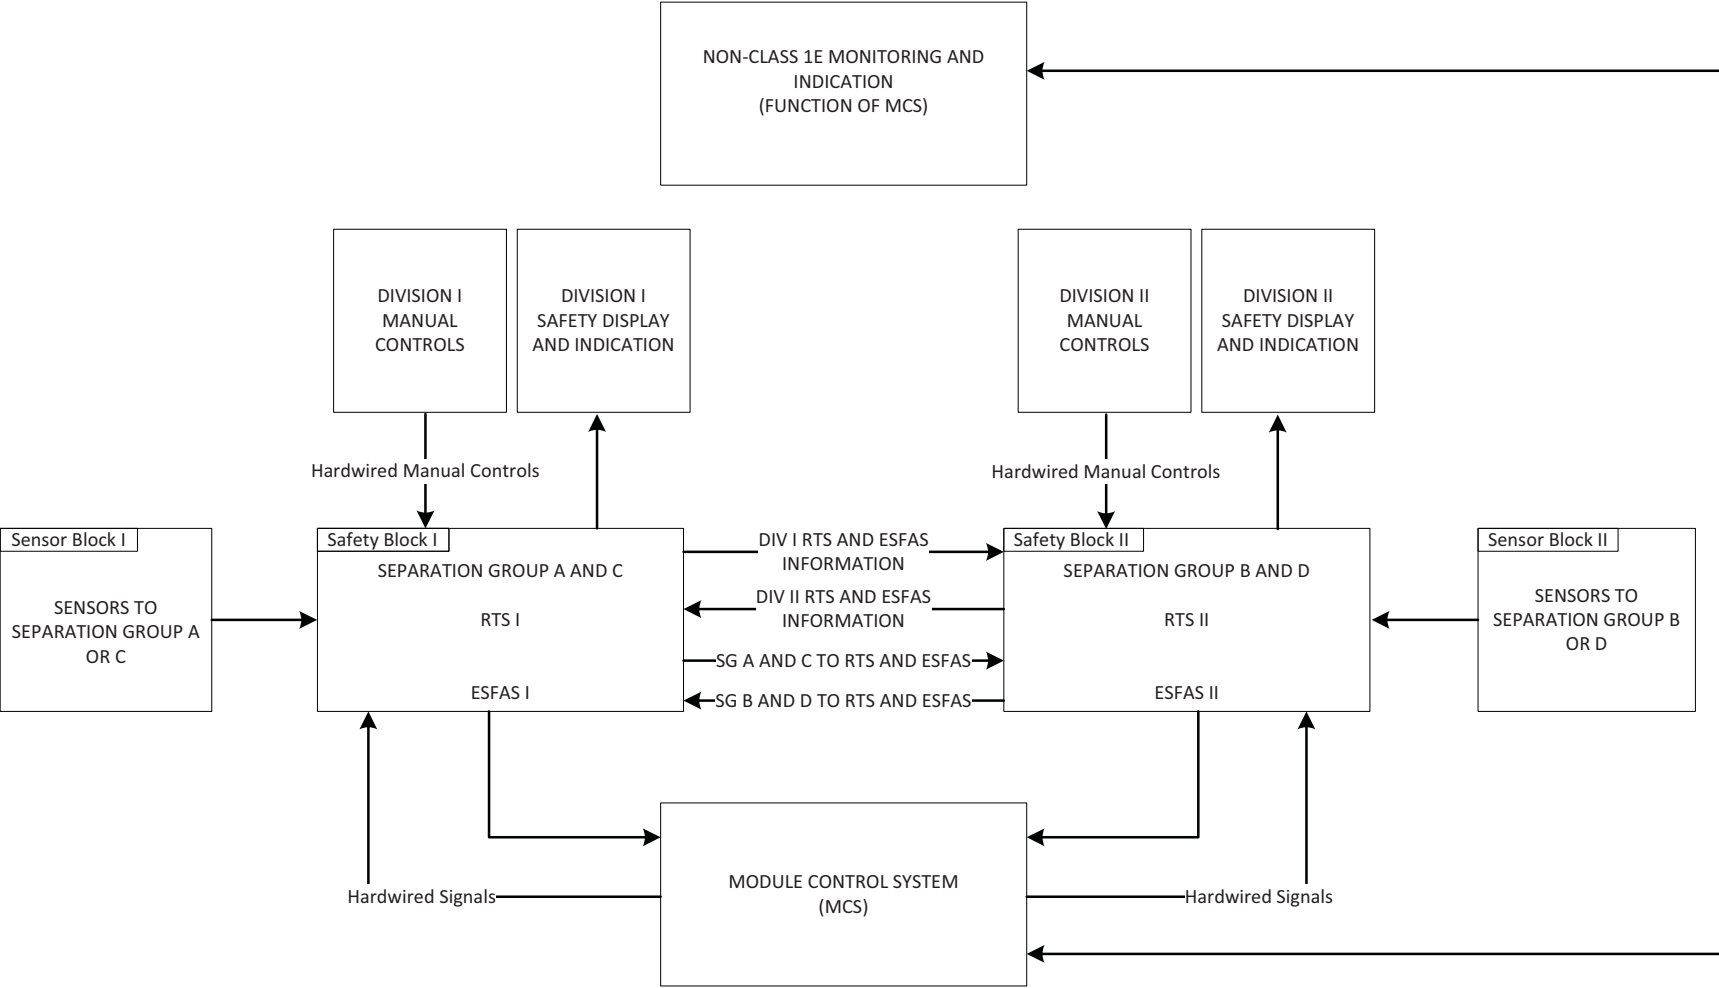 NON-CLASS 1E MONITORING AND
INDICATION
(FUNCTION OF MCS)
DIVISION I
MANUAL
CONTROLS
DIVISION I
SAFETY DISPLAY
AND INDICATION
DIVISION II
MANUAL
CONTROLS
DIVISION II
SAFETY DISPLAY
AND INDICATION
Hardwired Manual Controls
Hardwired Manual Controls
Sensor Block I
SENSORS TO
SEPARATION GROUP A
OR C
Safety Block I
SEPARATION GROUP A AND C
RTS I
ESFAS I
DIV I RTS AND ESFAS
INFORMATION
DIV II RTS AND ESFAS
INFORMATION
SG A AND C TO RTS AND ESFAS
SG B AND D TO RTS AND ESFAS
Safety Block II
SEPARATION GROUP B AND D
RTS II
ESFAS II
Sensor Block II
SENSORS TO
SEPARATION GROUP B
OR D
Hardwired Signals
MODULE CONTROL SYSTEM
(MCS)
Hardwired Signals